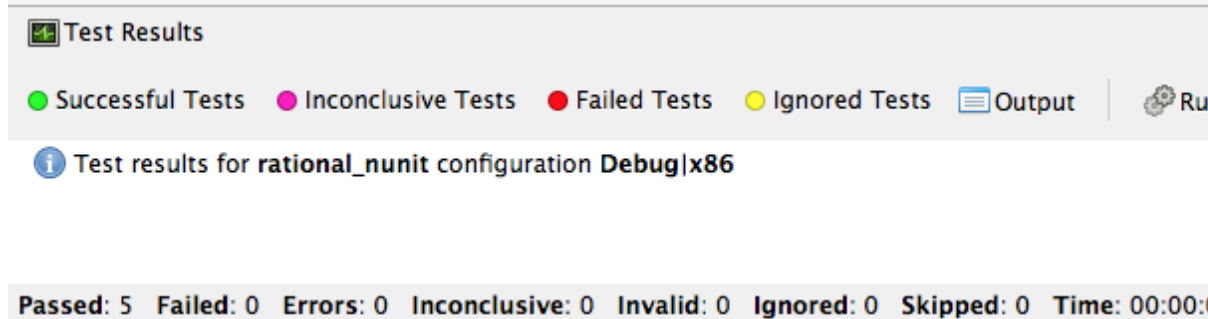 Test Results
Successful Tests Inconclusive Tests Failed Tests Ignored Tests Output
Test results for rational_nunit configuration Debug|x86
Passed: 5 Failed: 0 Errors: 0 Inconclusive: 0 Invalid: 0 Ignored: 0 Skipped: 0 Time: 00:00: